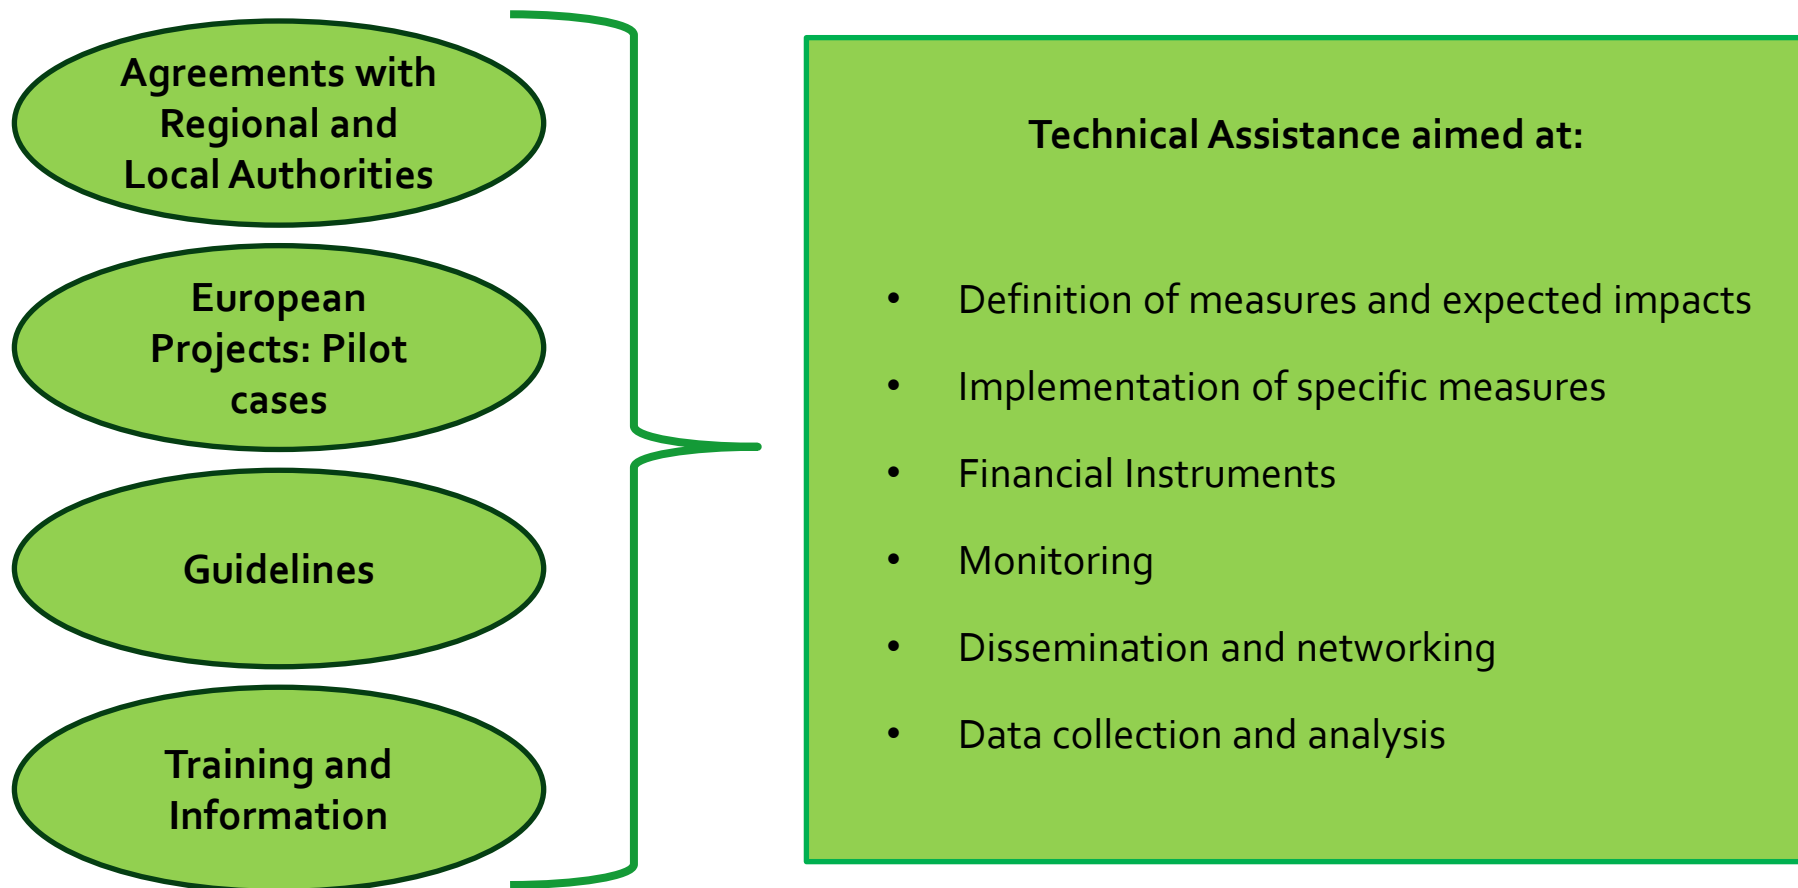 Agreements with
Regional and
Local Authorities
European
Projects: Pilot
cases
Guidelines
Training and
Information
Technical Assistance aimed at:
• Definition of measures and expected impacts
• Implementation of specific measures
• Financial Instruments
• Monitoring
• Dissemination and networking
• Data collection and analysis